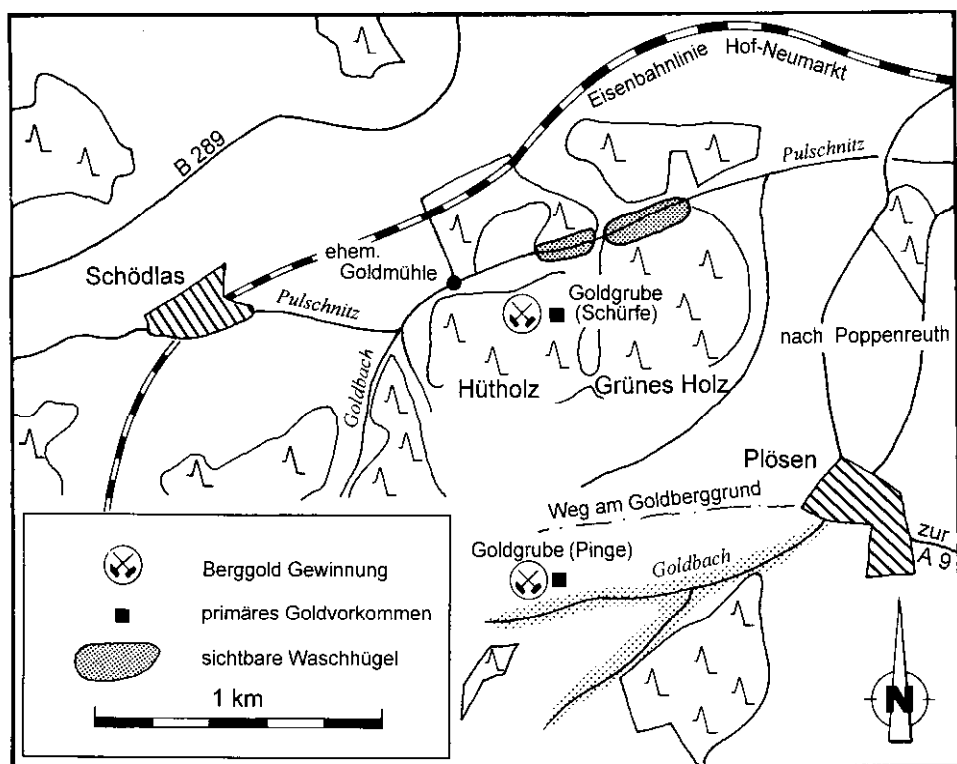 Eisenbahnlinie Hof-Neumarkt
B 289
Pulschnitz
ehem.
Goldmühle
Schödlas
Pulschnitz
Goldgrube
(Schürfe)
nach Poppenreuth
Goldbach
Hütholz
Grünes Holz
Plösen
Weg am Goldberggrund
zur
A 9
Goldgrube (Pinge)
Goldbach
Berggold Gewinnung
primäres Goldvorkommen
sichtbare Waschhügel
1 km
N